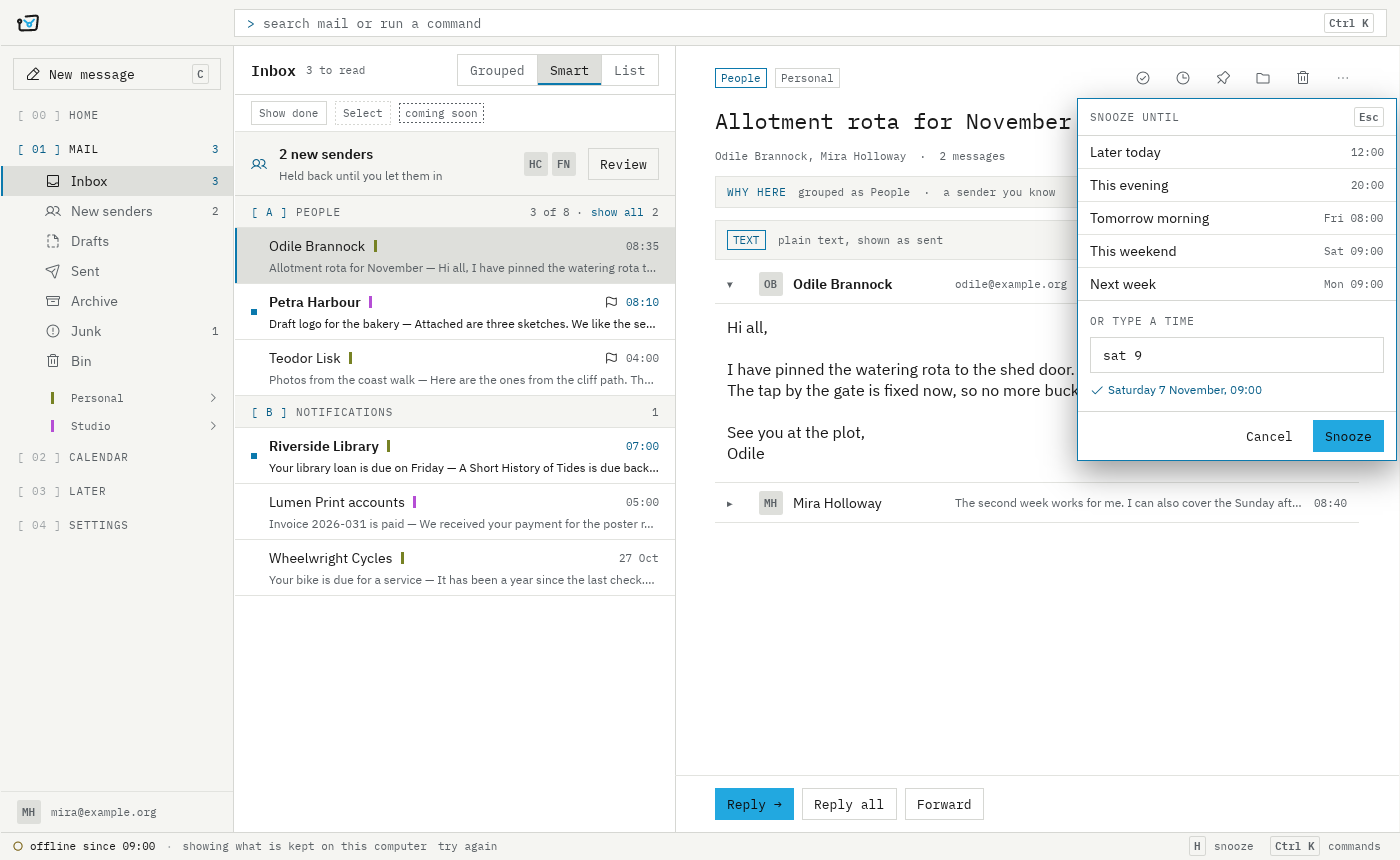 > search mail or run a command Ctrl K
New message C
[ 00 ] HOME
[ 01 ] MAIL 3
Inbox 3
New senders 2
Drafts
Sent
Archive
Junk 1
Bin
Personal
Studio
[ 02 ] CALENDAR
[ 03 ] LATER
[ 04 ] SETTINGS
MH mira@example.org
Inbox 3 to read Grouped Smart List
Show done Select coming soon
2 new senders
Held back until you let them in
HC FN Review
[ A ] PEOPLE 3 of 8 · show all 2
Odile Brannock 08:35
Allotment rota for November — Hi all, I have pinned the watering rota t…
Petra Harbour 08:10
Draft logo for the bakery — Attached are three sketches. We like the se…
Teodor Lisk 04:00
Photos from the coast walk — Here are the ones from the cliff path. Th…
[ B ] NOTIFICATIONS 1
Riverside Library 07:00
Your library loan is due on Friday — A Short History of Tides is due back…
Lumen Print accounts 05:00
Invoice 2026-031 is paid — We received your payment for the poster r…
Wheelwright Cycles 27 Oct
Your bike is due for a service — It has been a year since the last check.…
People Personal
Allotment rota for November
Odile Brannock, Mira Holloway · 2 messages
WHY HERE grouped as People · a sender you know
TEXT plain text, shown as sent
▾ OB Odile Brannock odile@example.org
Hi all,
I have pinned the watering rota to the shed door.
The tap by the gate is fixed now, so no more buck
See you at the plot,
Odile
▸ MH Mira Holloway The second week works for me. I can also cover the Sunday aft… 08:40
SNOOZE UNTIL Esc
Later today 12:00
This evening 20:00
Tomorrow morning Fri 08:00
This weekend Sat 09:00
Next week Mon 09:00
OR TYPE A TIME
sat 9
Saturday 7 November, 09:00
Cancel Snooze
Reply → Reply all Forward
offline since 09:00 · showing what is kept on this computer try again
H snooze Ctrl K commands